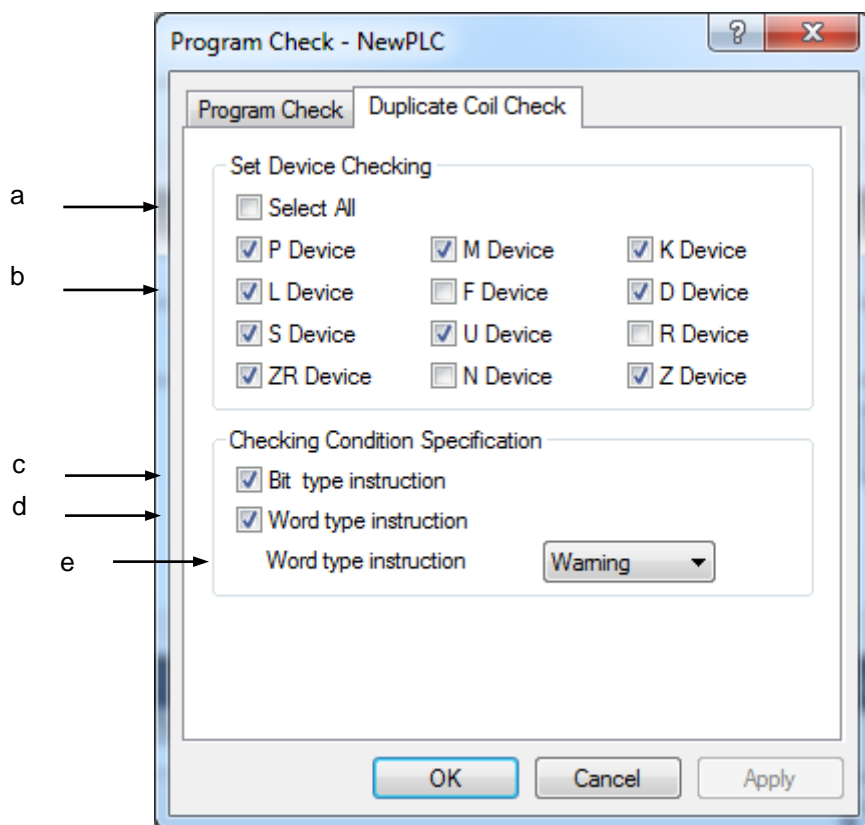 Program Check - NewPLC
Program Check Duplicate Coil Check
Set Device Checking
a Select All
P Device M Device K Device
b L Device F Device D Device
S Device U Device R Device
ZR Device N Device Z Device
Checking Condition Specification
c Bit type instruction
d Word type instruction
e Word type instruction Warning
OK Cancel Apply